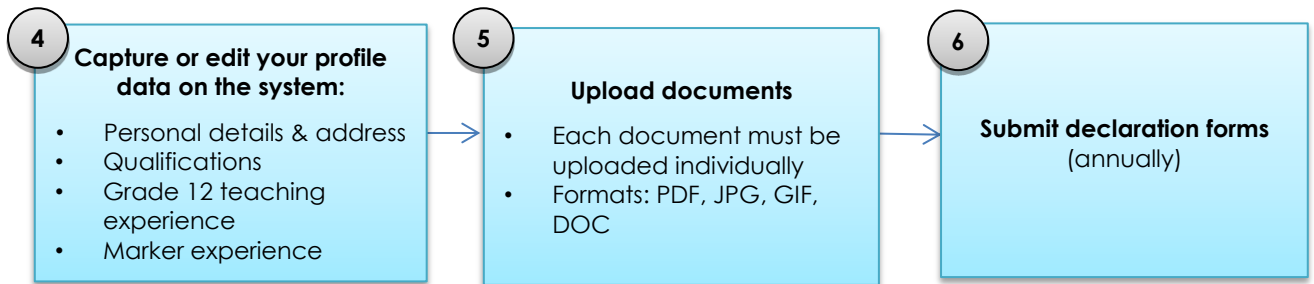 4
Capture or edit your profile
data on the system:
• Personal details & address
• Qualifications
• Grade 12 teaching
experience
• Marker experience
5
Upload documents
• Each document must be
uploaded individually
• Formats: PDF, JPG, GIF,
DOC
6
Submit declaration forms
(annually)